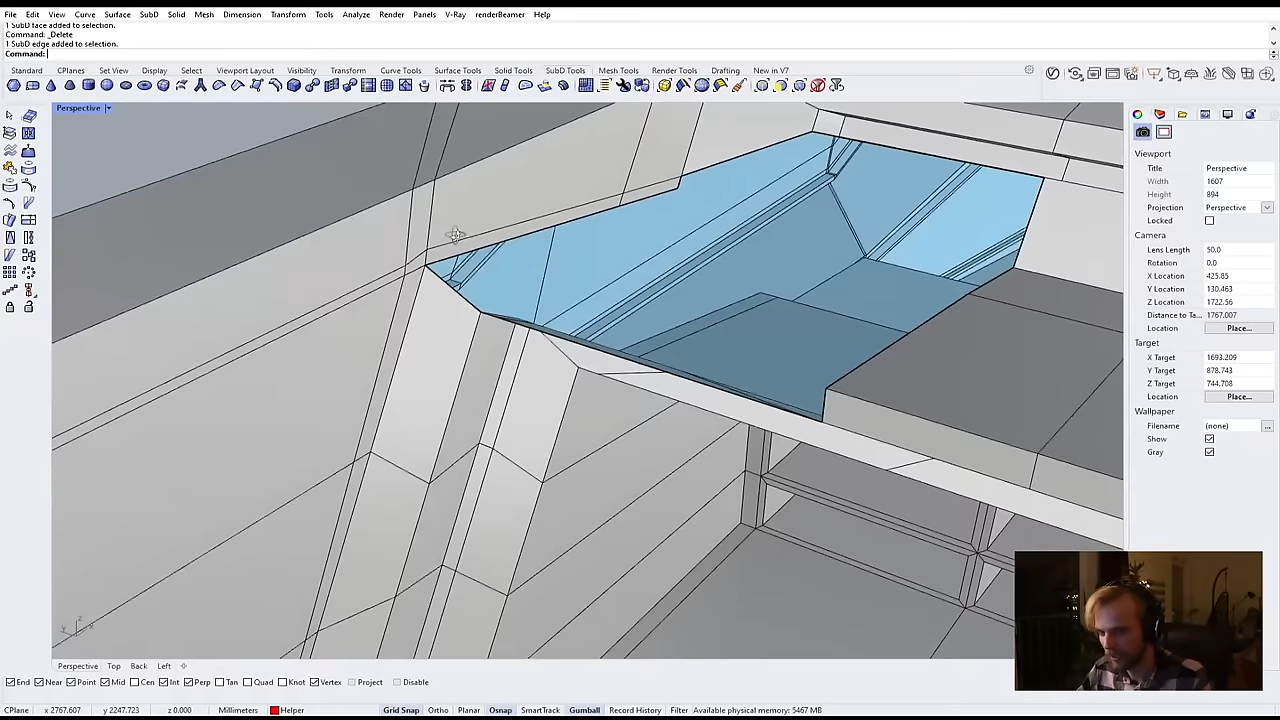 File Edit View Curve Surface SubD Solid Mesh Dimension Transform Tools Analyze Render Panels V-Ray renderBeamer Help
1 SubD face added to selection.
Command: _Delete
1 SubD edge added to selection.
Command:
Standard CPlanes Set View Display Select Viewport Layout Visibility Transform Curve Tools Surface Tools Solid Tools SubD Tools Mesh Tools Render Tools Drafting New in V7
Perspective
Viewport
Title Perspective
Width 1607
Height 894
Projection Perspective
Locked
Camera
Lens Length 50.0
Rotation 0.0
X Location 425.85
Y Location 130.463
Z Location 1722.56
Distance to Ta... 1767.007
Location Place...
Target
X Target 1693.209
Y Target 878.743
Z Target 744.708
Location Place...
Wallpaper
Filename (none) ...
Show
Gray
z
x
Perspective Top Back Left
End Near Point Mid Cen Int Perp Tan Quad Knot Vertex Project Disable
CPlane x 2767.607 y 2247.723 z 0.000 Millimeters Helper Grid Snap Ortho Planar Osnap SmartTrack Gumball Record History Filter Available physical memory: 5467 MB